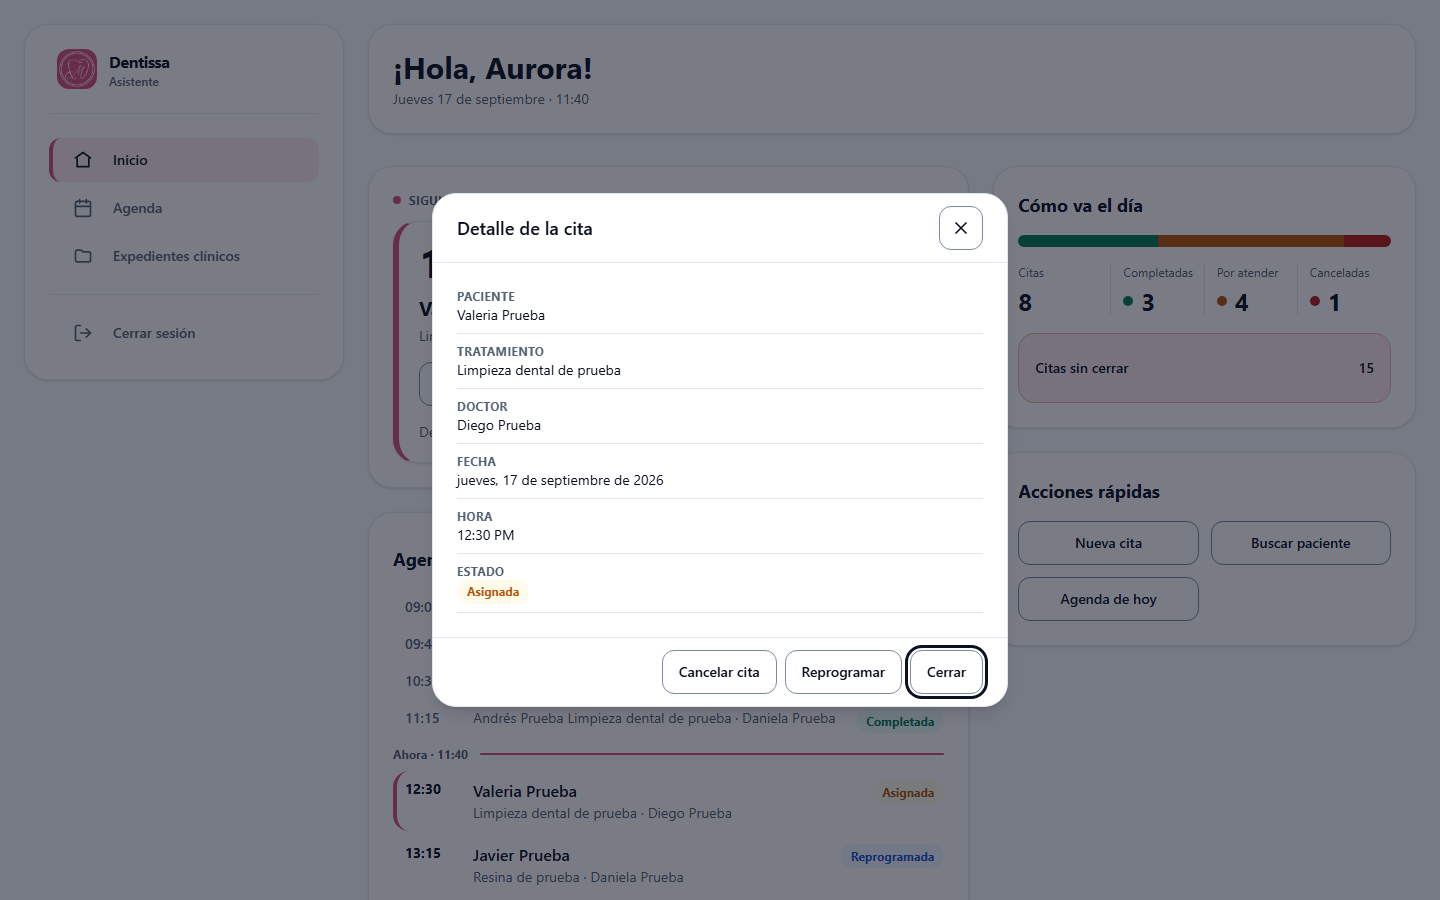 Dentissa
Asistente
Inicio
Agenda
Expedientes clínicos
Cerrar sesión
¡Hola, Aurora!
Jueves 17 de septiembre · 11:40
Detalle de la cita
PACIENTE
Valeria Prueba
TRATAMIENTO
Limpieza dental de prueba
DOCTOR
Diego Prueba
FECHA
jueves, 17 de septiembre de 2026
HORA
12:30 PM
ESTADO
Asignada
Cancelar cita
Reprogramar
Cerrar
11:15 Andrés Prueba Limpieza dental de prueba · Daniela Prueba Completada
Ahora · 11:40
12:30 Valeria Prueba Asignada
Limpieza dental de prueba · Diego Prueba
13:15 Javier Prueba Reprogramada
Resina de prueba · Daniela Prueba
Cómo va el día
Citas Completadas Por atender Canceladas
8 3 4 1
Citas sin cerrar 15
Acciones rápidas
Nueva cita Buscar paciente
Agenda de hoy